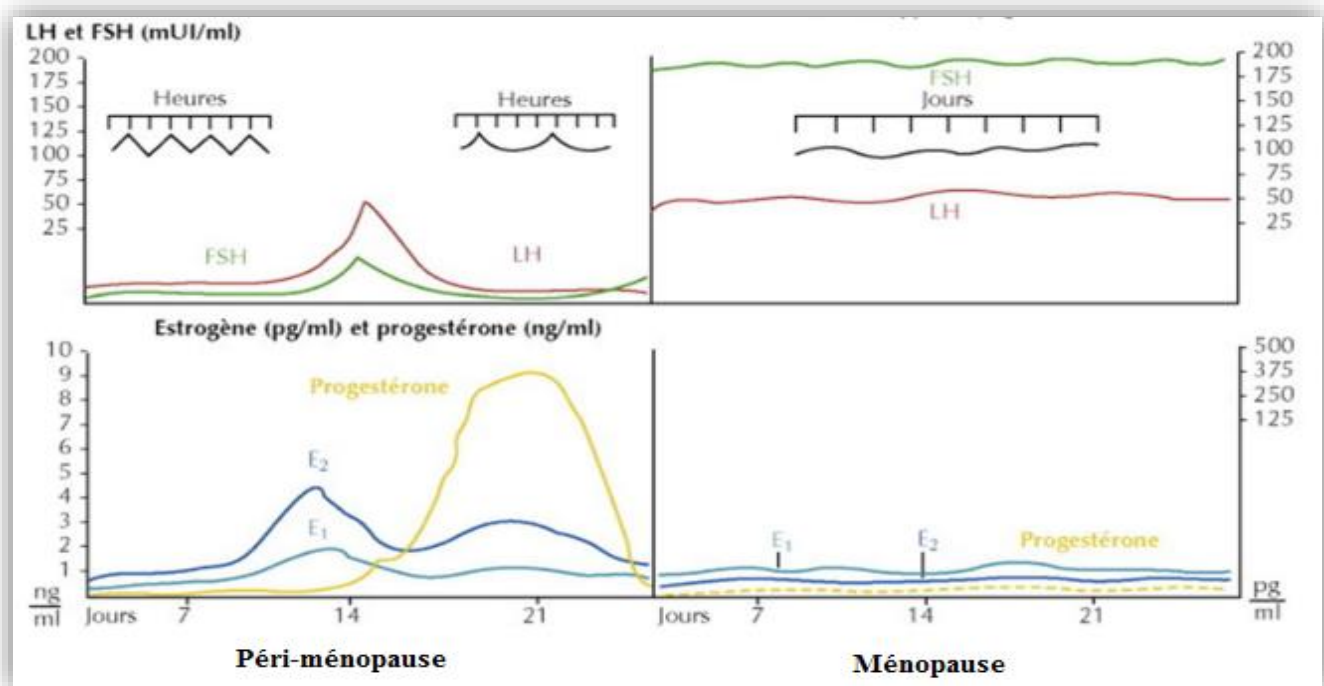 LH et FSH (mUI/ml)
200
175
150
125
100
75
50
25
Heures
Heures
FSH
LH
FSH
Jours
LH
200
175
150
125
100
75
50
25
Estrogène (pg/ml) et progestérone (ng/ml)
10
9
8
7
6
5
4
3
2
1
ng
ml
Progestérone
E₂
E₁
Jours 7 14 21
E₁ E₂ Progestérone
500
375
250
125
pg
ml
Jours 7 14 21
Péri-ménopause Ménopause